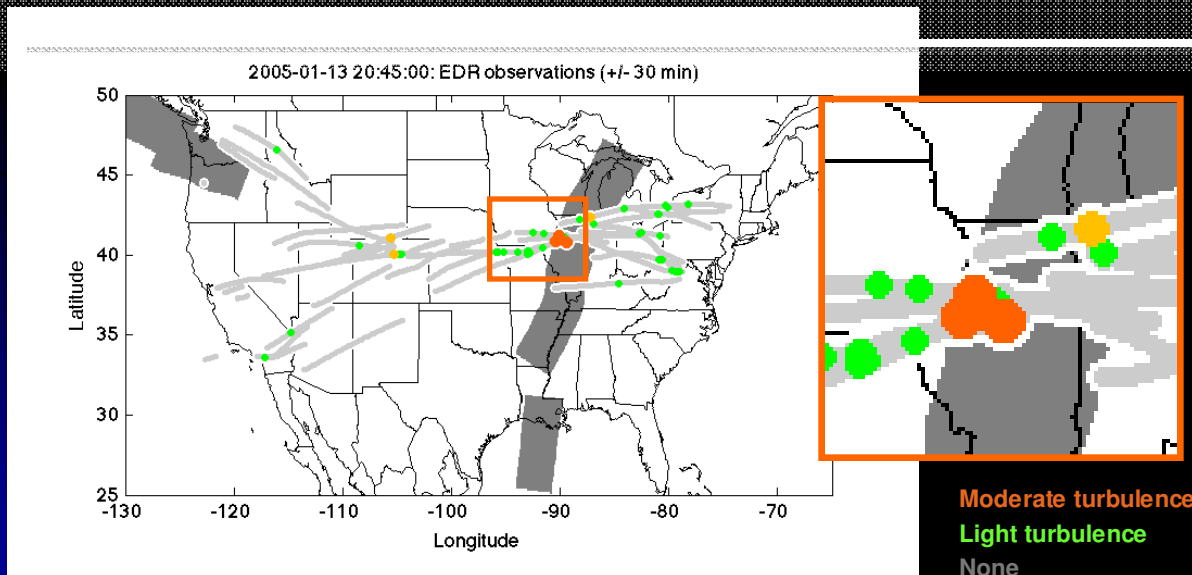 2005-01-13 20:45:00: EDR observations (+/- 30 min)
50
45
40
35
30
25
Latitude
-130
-120
-110
-100
-90
-80
-70
Longitude
Moderate turbulence
Light turbulence
None